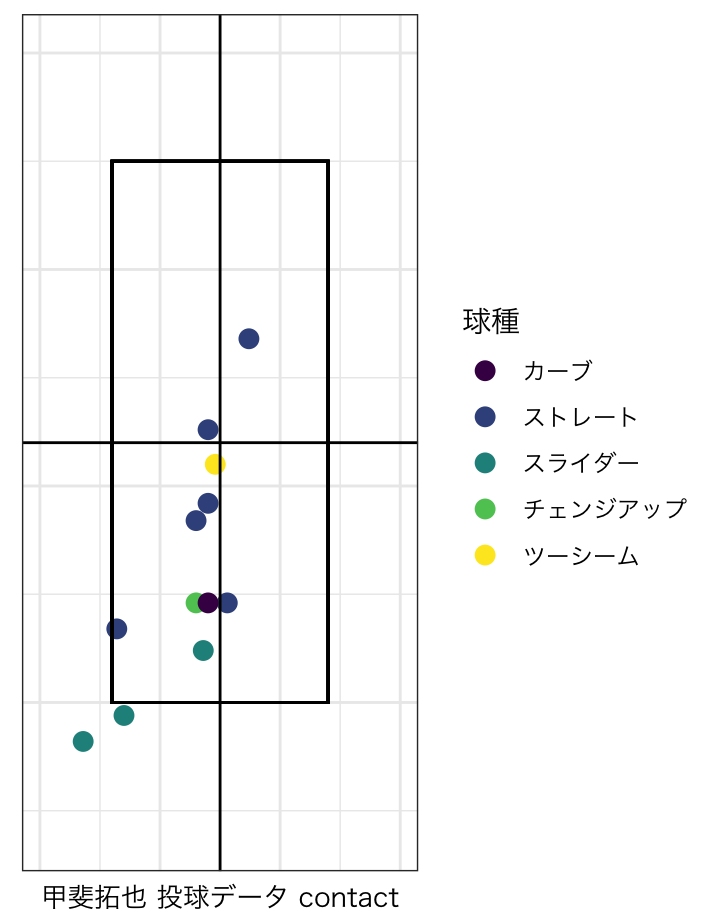 球種
カーブ
ストレート
スライダー
チェンジアップ
ツーシーム
甲斐拓也 投球データ contact